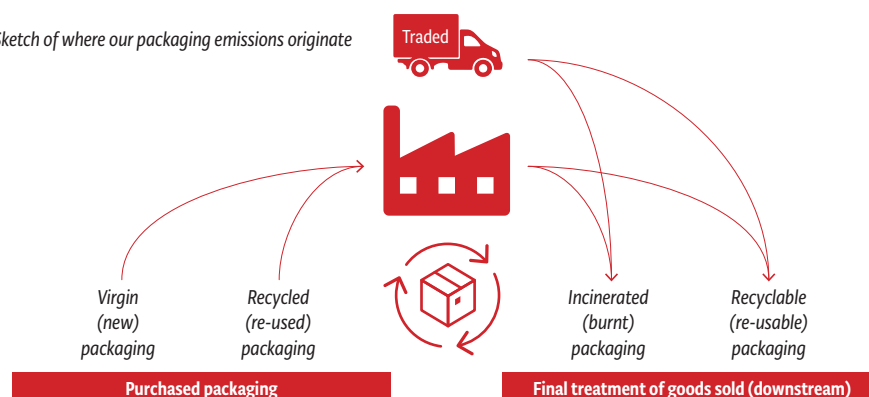 Sketch of where our packaging emissions originate
Traded
Virgin
(new)
packaging
Recycled
(re-used)
packaging
Incinerated
(burnt)
packaging
Recyclable
(re-usable)
packaging
Purchased packaging
Final treatment of goods sold (downstream)